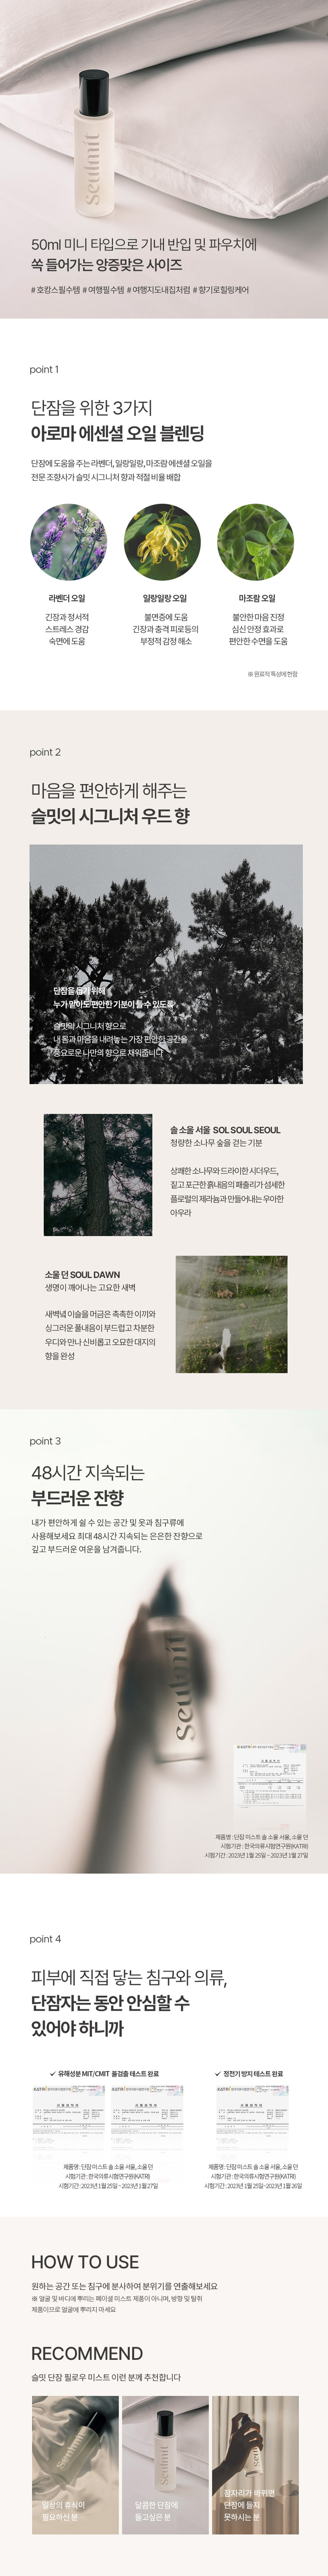 Seulmit
50ml 미니 타입으로 기내 반입 및 파우치에
쏙 들어가는 앙증맞은 사이즈
# 호캉스필수템 # 여행필수템 # 여행지도내집처럼 # 향기로힐링케어
point 1
단잠을 위한 3가지
아로마 에센셜 오일 블렌딩
단잠에 도움을 주는 라벤더, 일랑일랑, 마조람 에센셜 오일을
전문 조향사가 슬밋 시그니처 향과 적절 비율 배합
라벤더 오일
긴장과 정서적
스트레스 경감
숙면에 도움
일랑일랑 오일
불면증에 도움
긴장과 충격 피로등의
부정적 감정 해소
마조람 오일
불안한 마음 진정
심신 안정 효과로
편안한 수면을 도움
※ 원료적 특성에 한함
point 2
마음을 편안하게 해주는
슬밋의 시그니처 우드 향
단잠을 돕기 위해
누가 맡아도 편안한 기분이 들 수 있도록
슬밋의 시그니처 향으로
내 몸과 마음을 내려놓는 가장 편안한 공간을
풍요로운 나만의 향으로 채워줍니다
솔 소울 서울 SOL SOUL SEOUL
청량한 소나무 숲을 걷는 기분
상쾌한 소나무와 드라이한 시더우드,
짙고 포근한 흙내음의 패출리가 섬세한
플로럴의 제라늄과 만들어내는 우아한
아우라
소울 던 SOUL DAWN
생명이 깨어나는 고요한 새벽
새벽녘 이슬을 머금은 촉촉한 이끼와
싱그러운 풀내음이 부드럽고 차분한
우디와 만나 신비롭고 오묘한 대지의
향을 완성
point 3
48시간 지속되는
부드러운 잔향
내가 편안하게 쉴 수 있는 공간 및 옷과 침구류에
사용해보세요 최대 48시간 지속되는 은은한 잔향으로
깊고 부드러운 여운을 남겨줍니다.
Seulmit
제품명 : 단잠 미스트 솔 소울 서울, 소울 던
시험기관 : 한국의류시험연구원(KATRI)
시험기간 : 2023년 1월 25일 ~ 2023년 1월 27일
point 4
피부에 직접 닿는 침구와 의류,
단잠자는 동안 안심할 수
있어야 하니까
유해성분 MIT/CMIT 불검출 테스트 완료
정전기 방지 테스트 완료
제품명 : 단잠 미스트 솔 소울 서울, 소울 던
시험기관 : 한국의류시험연구원(KATRI)
시험기간 : 2023년 1월 25일 ~ 2023년 1월 27일
제품명 : 단잠 미스트 솔 소울 서울, 소울 던
시험기관 : 한국의류시험연구원(KATRI)
시험기간 : 2023년 1월 25일~2023년 1월 26일
HOW TO USE
원하는 공간 또는 침구에 분사하여 분위기를 연출해보세요
※ 얼굴 및 바디에 뿌리는 페이셜 미스트 제품이 아니며, 방향 및 탈취
제품이므로 얼굴에 뿌리지 마세요
RECOMMEND
슬밋 단잠 필로우 미스트 이런 분께 추천합니다
Seulmit
일상의 휴식이
필요하신 분
Seulmit
달콤한 단잠에
들고싶은 분
잠자리가 바뀌면
단잠에 들지
못하시는 분